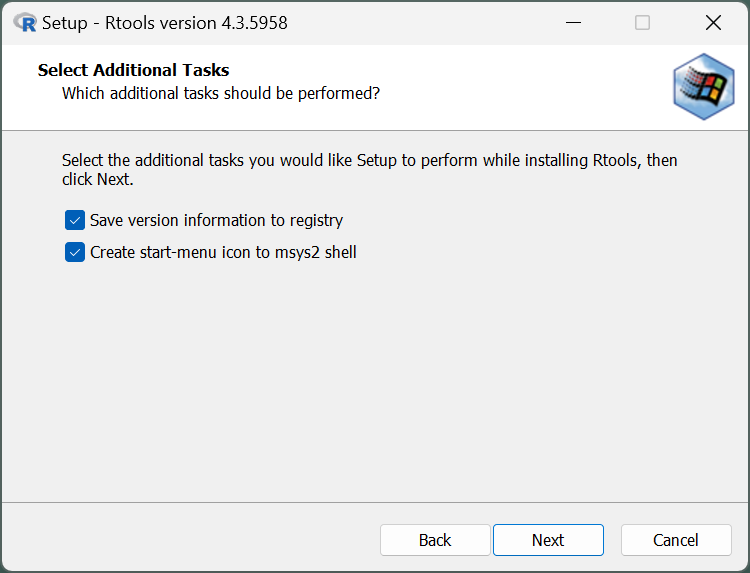 Setup - Rtools version 4.3.5958
Select Additional Tasks
Which additional tasks should be performed?
Select the additional tasks you would like Setup to perform while installing Rtools, then
click Next.
Save version information to registry
Create start-menu icon to msys2 shell
Back
Next
Cancel